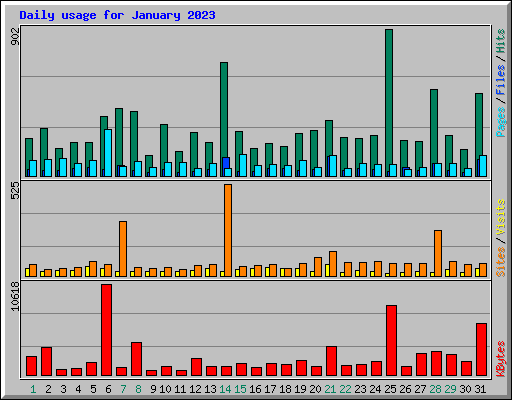 Daily usage for January 2023
902
Pages / Files / Hits
525
Sites / Visits
10618
KBytes
1 2 3 4 5 6 7 8 9 10 11 12 13 14 15 16 17 18 19 20 21 22 23 24 25 26 27 28 29 30 31